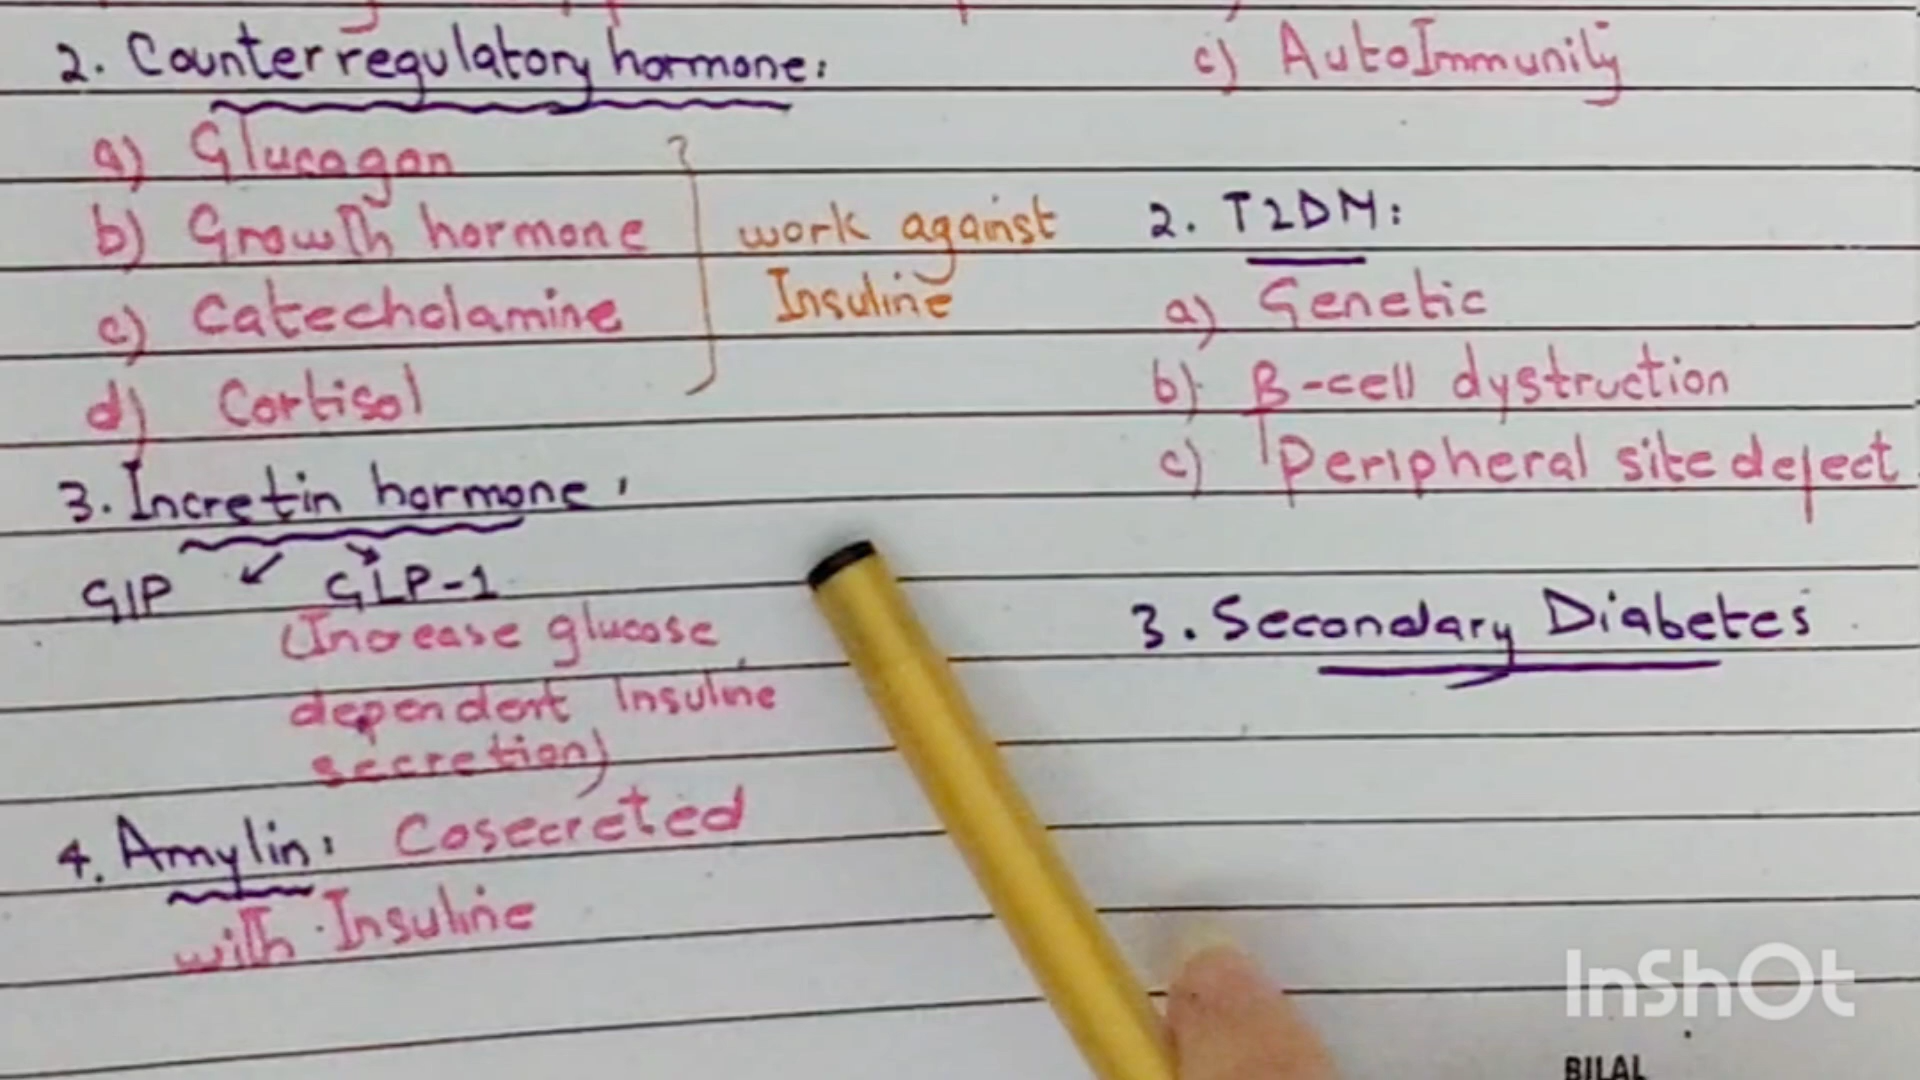 2. Counter regulatory hormone:
a) Glucagon
b) Growth hormone
c) Catecholamine
d) Cortisol
work against
Insuline
3. Incretin hormone:
GIP GLP-1
(Increase glucose
dependent Insuline
secretion)
4. Amylin: Cosecreted
with Insuline
c) AutoImmunity
2. T2DM:
a) Genetic
b) β-cell dystruction
c) Peripheral site defect
3. Secondary Diabetes
InShOt
BILAL